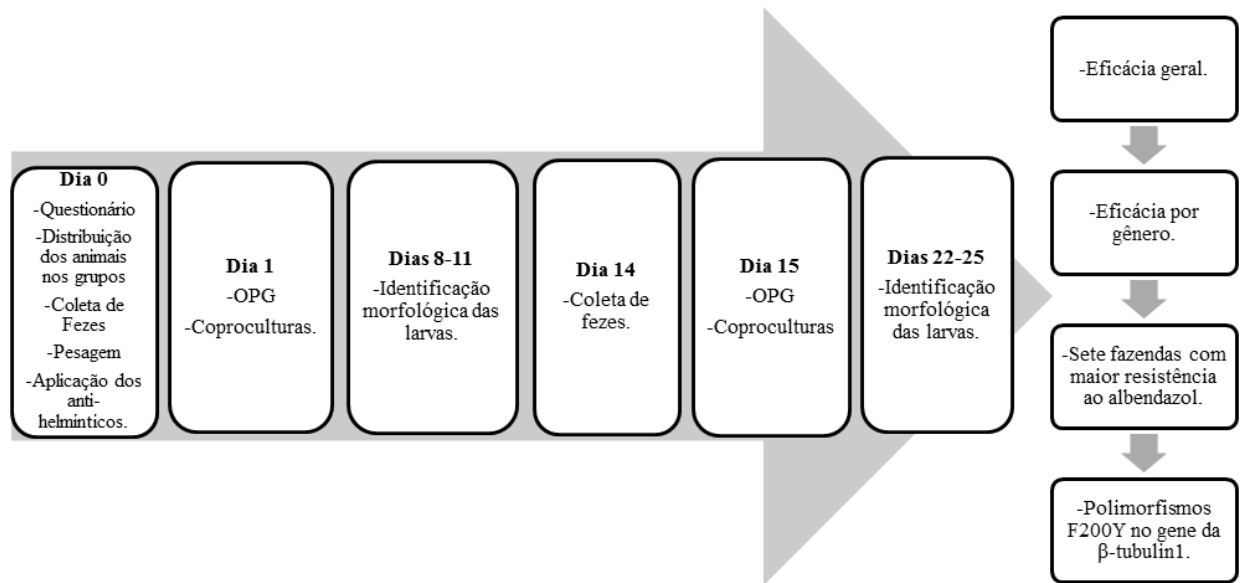 Dia 0
-Questionário
-Distribuição
dos animais
nos grupos
-Coleta de
Fezes
-Pesagem
-Aplicação dos
anti-
helmínticos.
Dia 1
-OPG
-Coproculturas.
Dias 8-11
-Identificação
morfológica das
larvas.
Dia 14
-Coleta de
fezes.
Dia 15
-OPG
-Coproculturas
Dias 22-25
-Identificação
morfológica
das larvas.
-Eficácia geral.
-Eficácia por
gênero.
-Sete fazendas com
maior resistência
ao albendazol.
-Polimorfismos
F200Y no gene da
β-tubulin1.